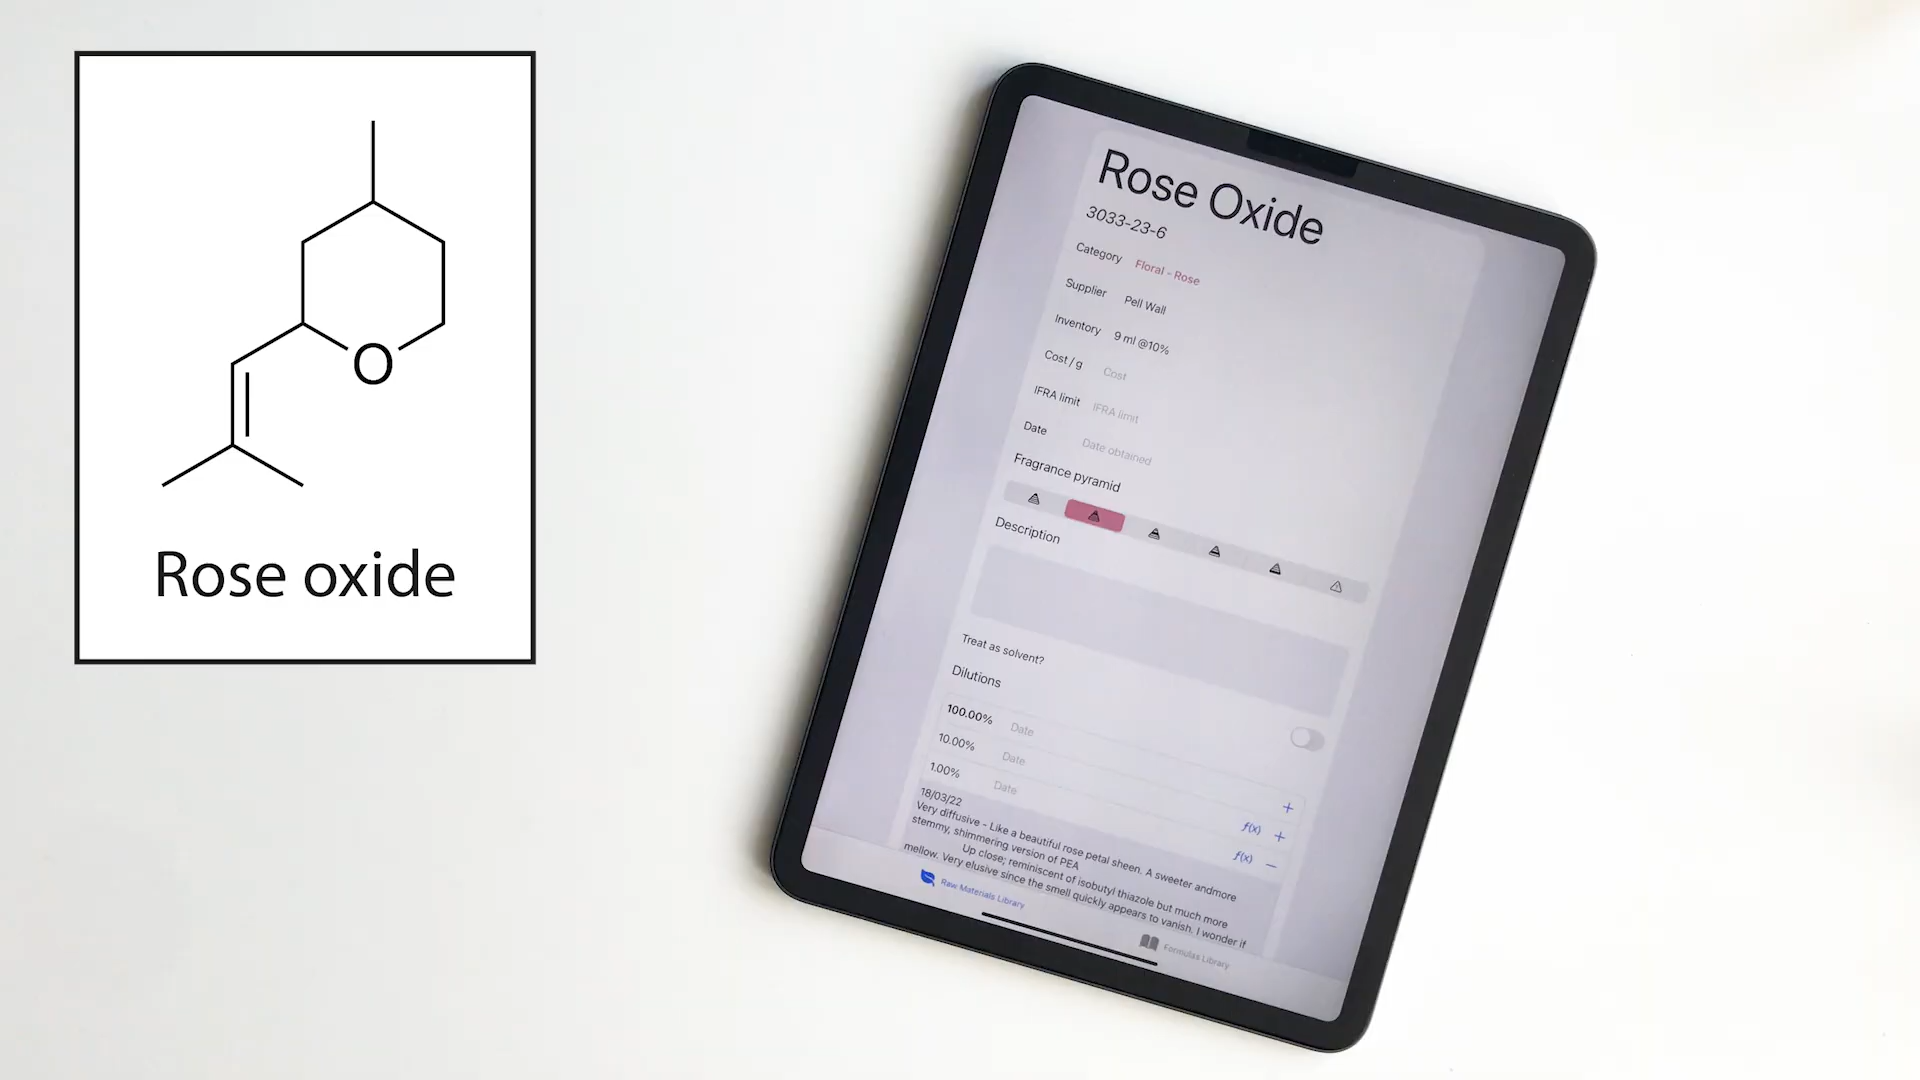 O
Rose oxide
Rose Oxide
3033-23-6
Category Floral - Rose
Supplier Pell Wall
Inventory 9 ml @10%
Cost / g Cost
IFRA limit IFRA limit
Date Date obtained
Fragrance pyramid
Description
Treat as solvent?
Dilutions
100.00% Date
10.00% Date
1.00% Date
+
f(x) +
f(x) −
18/03/22
Very diffusive - Like a beautiful rose petal sheen. A sweeter andmore
stemmy, shimmering version of PEA
Up close; reminiscent of isobutyl thiazole but much more
mellow. Very elusive since the smell quickly appears to vanish. I wonder if
Raw Materials Library
Formulas Library